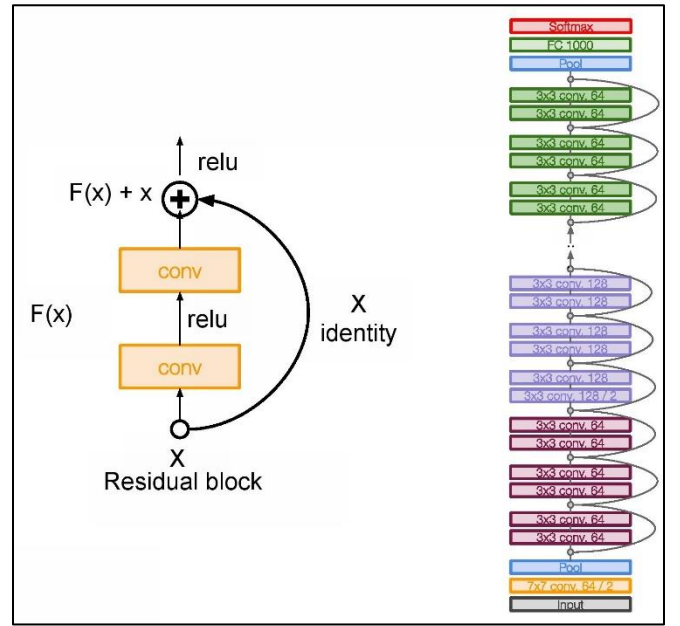 relu
F(x) + x
conv
F(x)
relu
X
identity
conv
X
Residual block
Softmax
FC 1000
Pool
3x3 conv, 64
3x3 conv, 64
3x3 conv, 64
3x3 conv, 64
3x3 conv, 64
3x3 conv, 64
..
3x3 conv, 128
3x3 conv, 128
3x3 conv, 128
3x3 conv, 128
3x3 conv, 128
3x3 conv, 128 / 2
3x3 conv, 64
3x3 conv, 64
3x3 conv, 64
3x3 conv, 64
3x3 conv, 64
3x3 conv, 64
Pool
7x7 conv, 64 / 2
Input